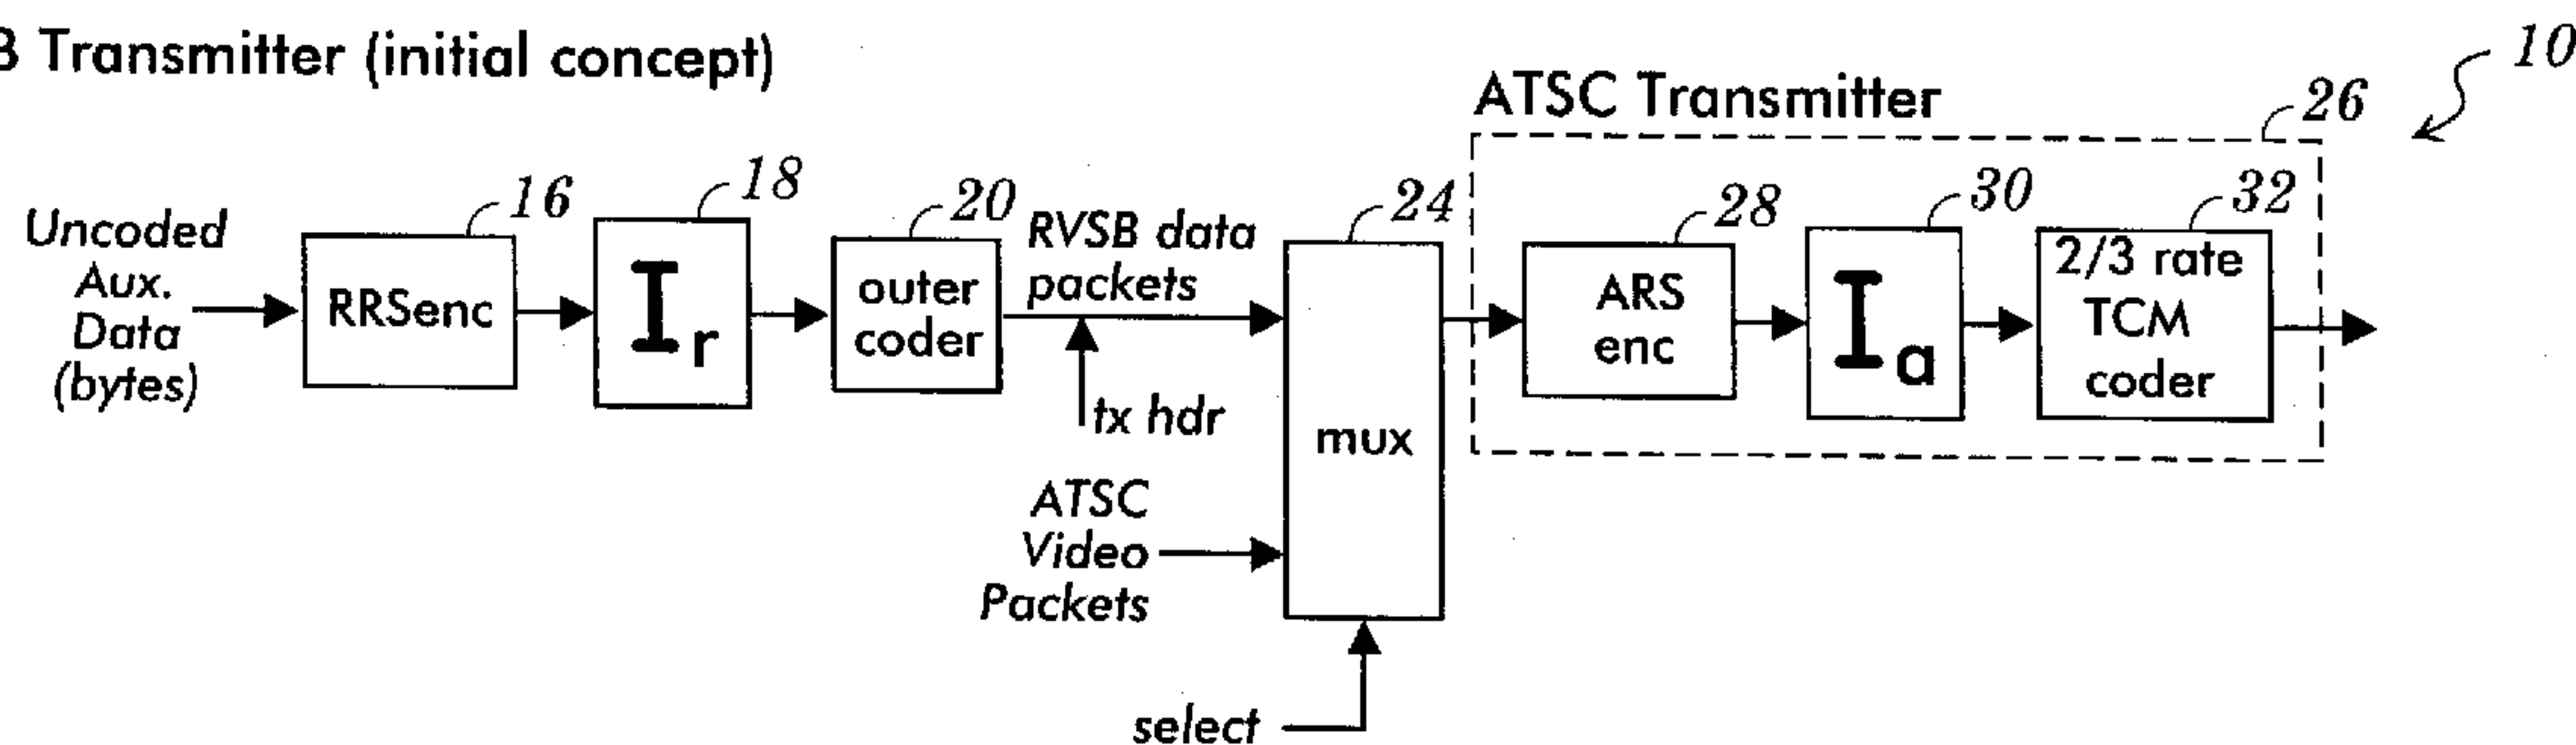 B Transmitter (initial concept)
10
ATSC Transmitter
26
16
18
20
24
28
30
32
Uncoded
Aux.
Data
(bytes)
RRSenc
Ir
outer
coder
RVSB data
packets
tx hdr
ATSC
Video
Packets
mux
select
ARS
enc
Ia
2/3 rate
TCM
coder